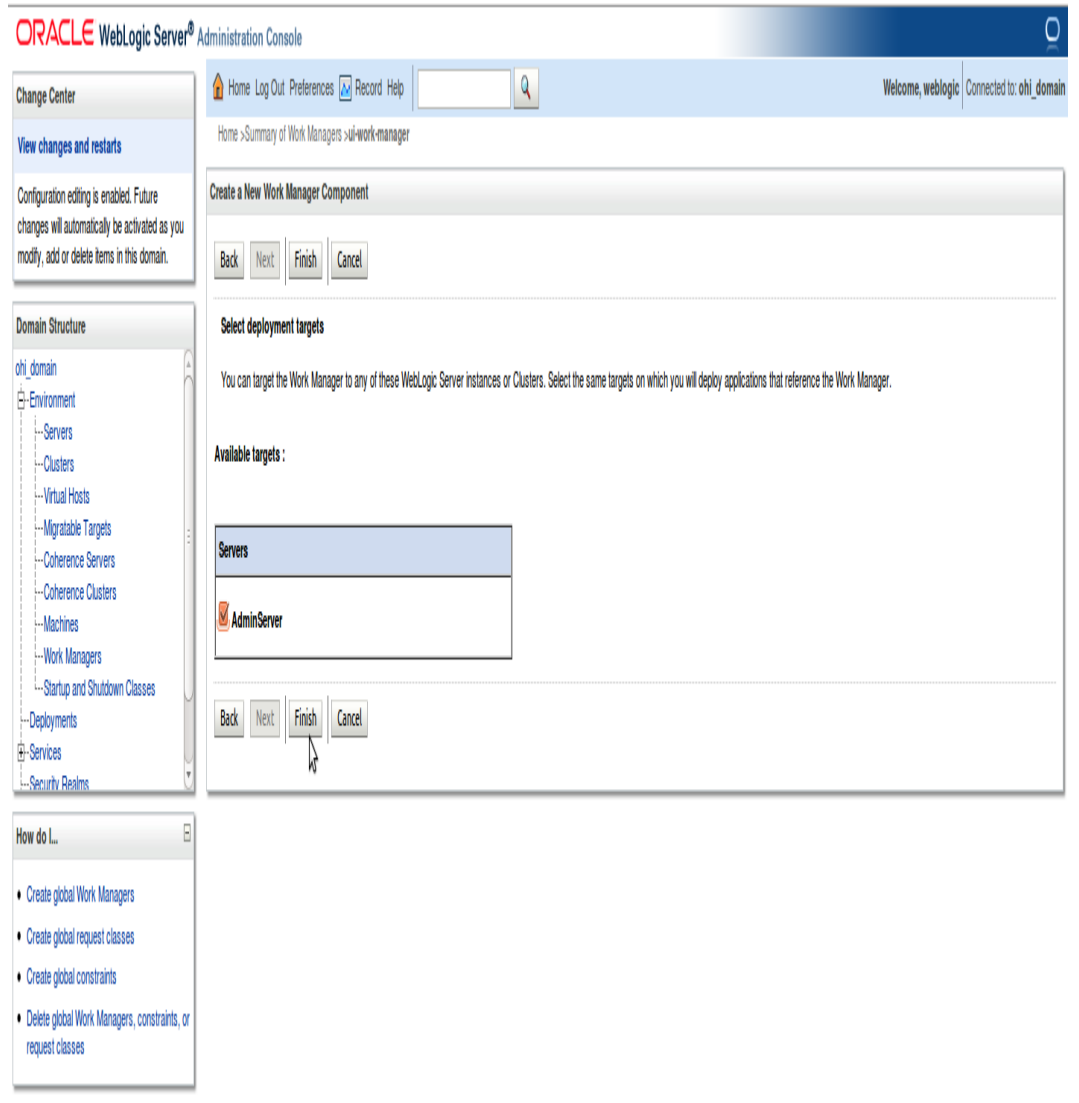 ORACLE WebLogic Server® Administration Console
Change Center
View changes and restarts
Configuration editing is enabled. Future
changes will automatically be activated as you
modify, add or delete items in this domain.
Domain Structure
ohi_domain
Environment
Servers
Clusters
Virtual Hosts
Migratable Targets
Coherence Servers
Coherence Clusters
Machines
Work Managers
Startup and Shutdown Classes
Deployments
Services
Security Realms
How do I...
Create global Work Managers
Create global request classes
Create global constraints
Delete global Work Managers, constraints, or
request classes
Home Log Out Preferences Record Help
Welcome, weblogic Connected to: ohi_domain
Home >Summary of Work Managers >ui-work-manager
Create a New Work Manager Component
Back Next Finish Cancel
Select deployment targets
You can target the Work Manager to any of these WebLogic Server instances or Clusters. Select the same targets on which you will deploy applications that reference the Work Manager.
Available targets :
Servers
AdminServer
Back Next Finish Cancel